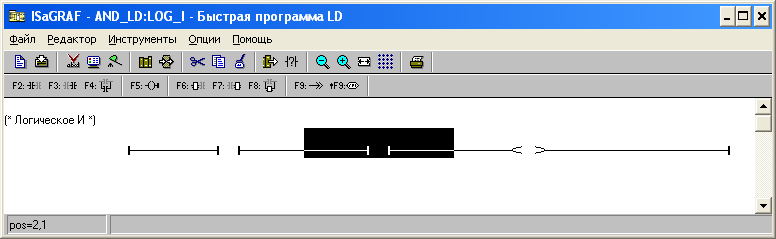 ISaGRAF - AND_LD:LOG_I - Быстрая программа LD
Файл Редактор Инструменты Опции Помощь
F2: F3: F4: F5: F6: F7: F8: F9: ↑F9:
(* Логическое И *)
pos=2,1